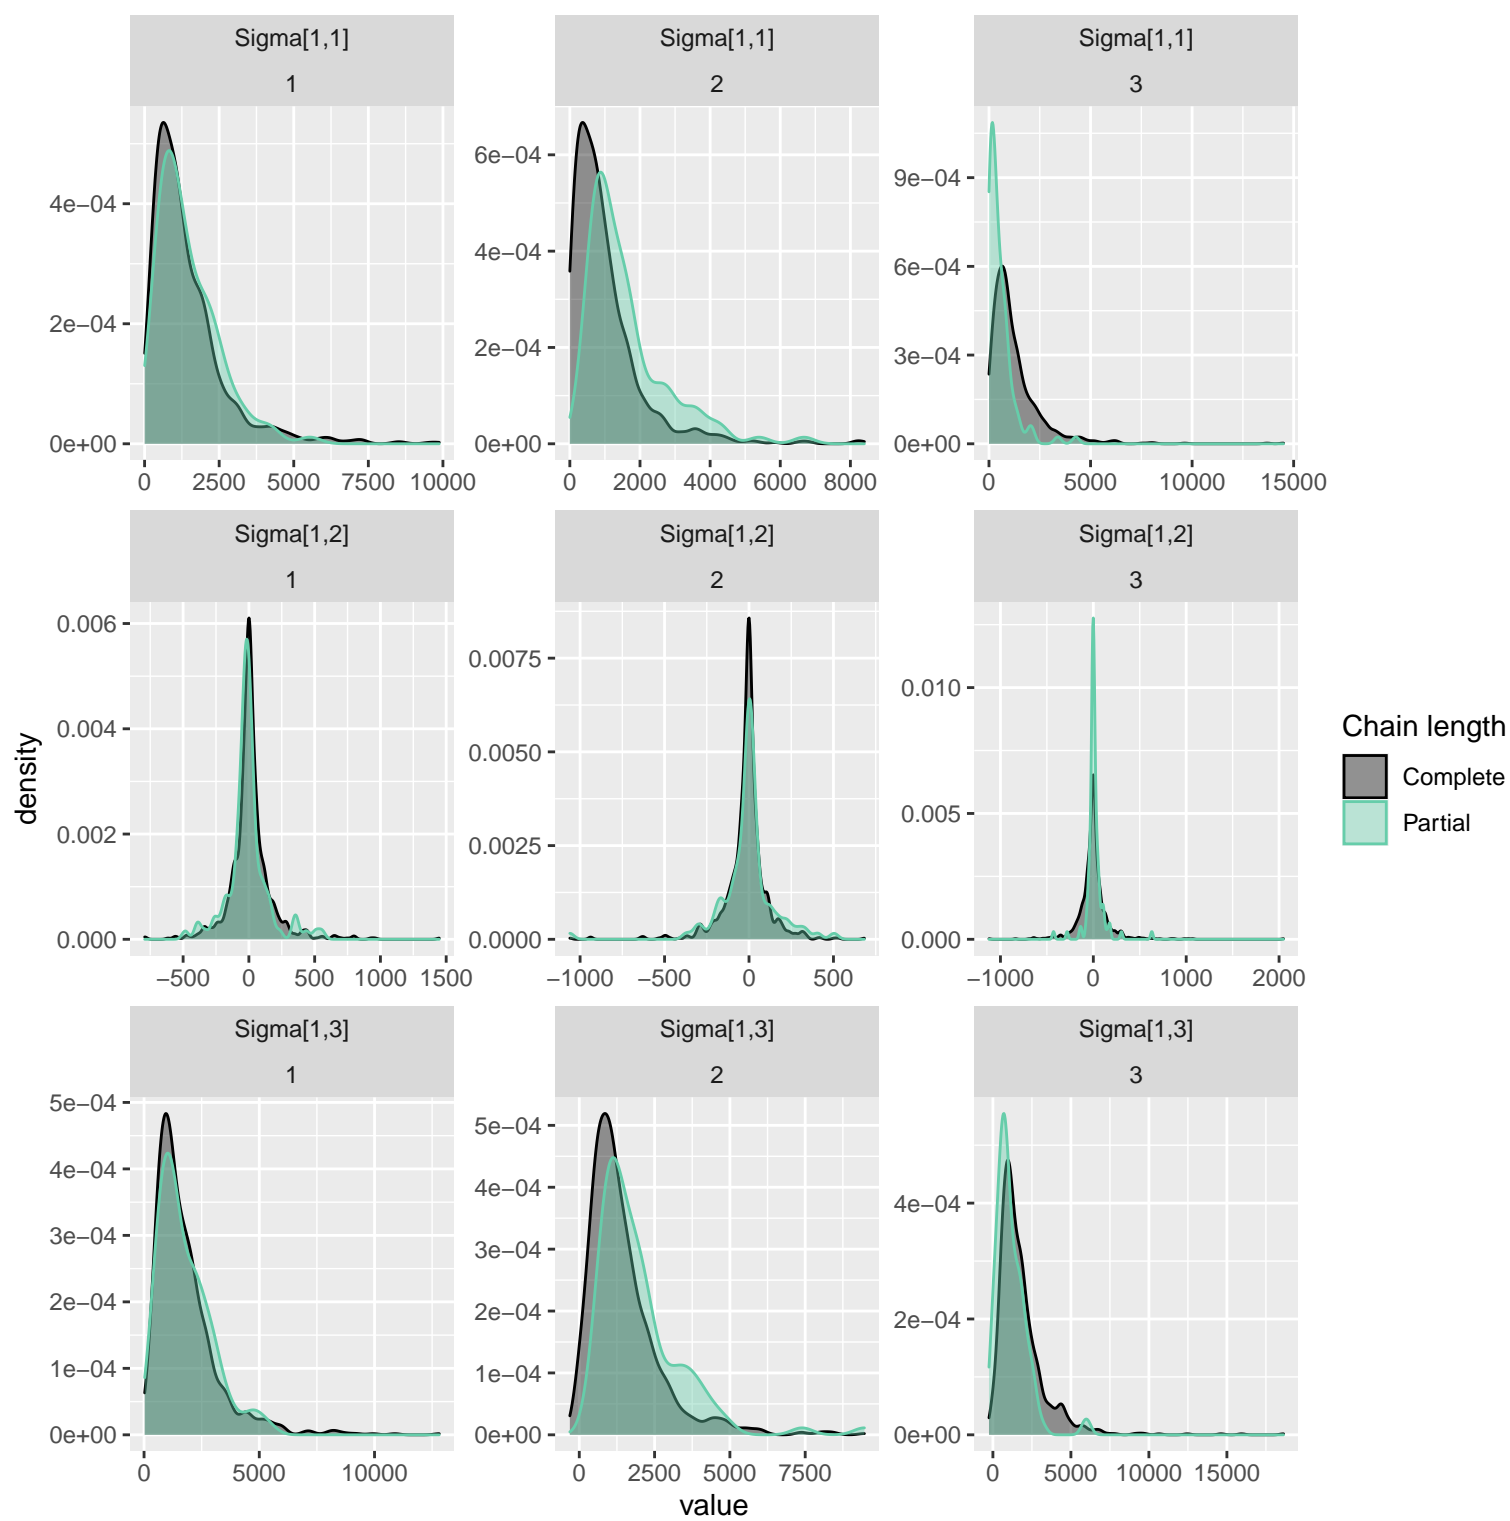 Sigma[1,1]
1
0e+00
2e−04
4e−04
0
2500
5000
7500
10000
Sigma[1,1]
2
0e+00
2e−04
4e−04
6e−04
0
2000
4000
6000
8000
Sigma[1,1]
3
0e+00
3e−04
6e−04
9e−04
0
5000
10000
15000
Sigma[1,2]
1
0.000
0.002
0.004
0.006
−500
0
500
1000
1500
Sigma[1,2]
2
0.0000
0.0025
0.0050
0.0075
−1000
−500
0
500
Sigma[1,2]
3
0.000
0.005
0.010
−1000
0
1000
2000
Sigma[1,3]
1
0e+00
1e−04
2e−04
3e−04
4e−04
5e−04
0
5000
10000
Sigma[1,3]
2
0e+00
1e−04
2e−04
3e−04
4e−04
5e−04
0
2500
5000
7500
Sigma[1,3]
3
0e+00
2e−04
4e−04
0
5000
10000
15000
value
density
Chain length
Complete
Partial